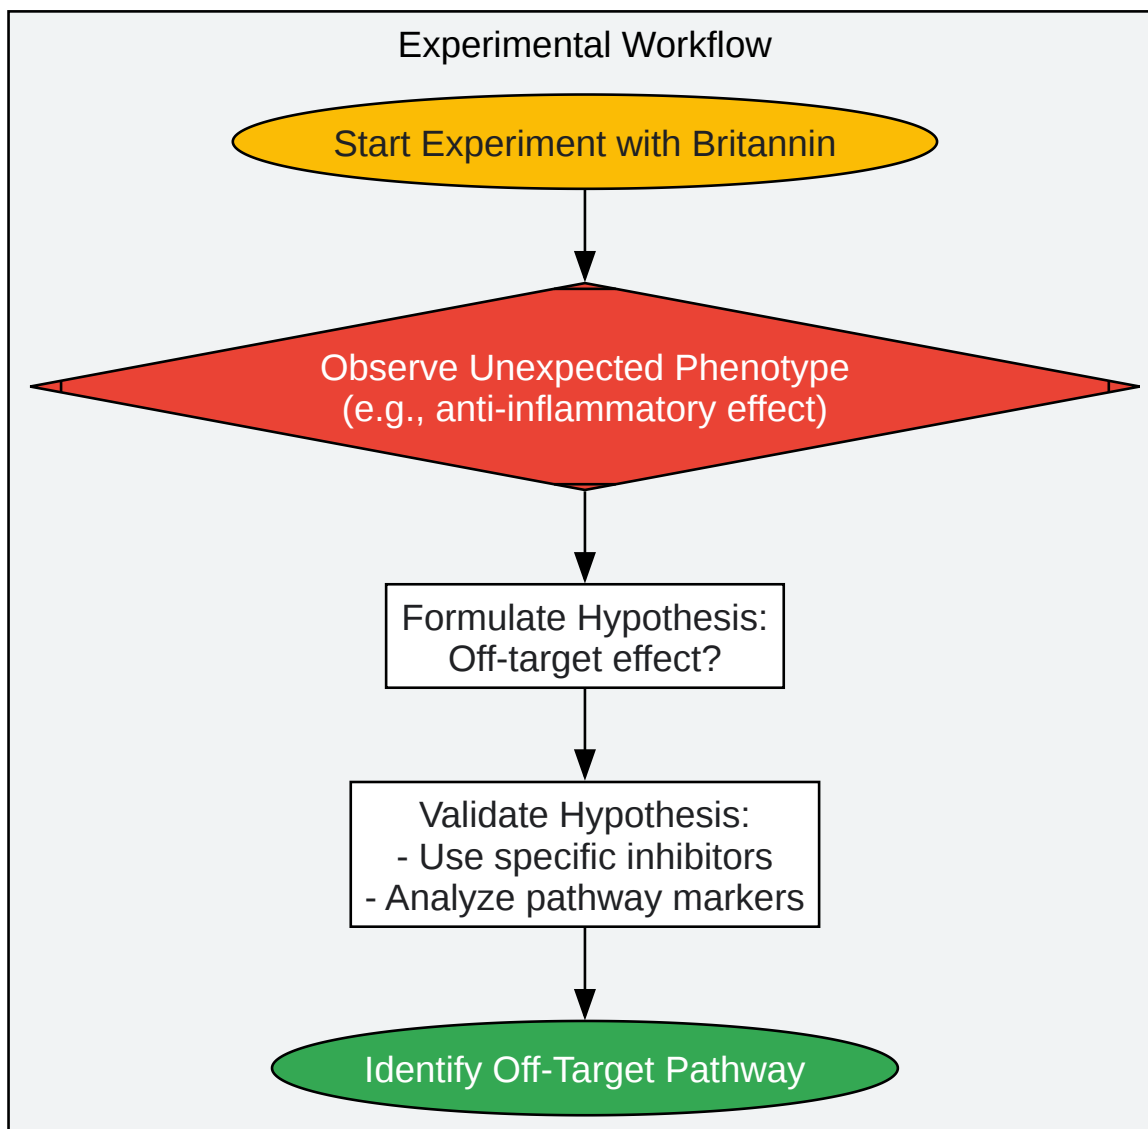 Experimental Workflow
Start Experiment with Britannin
Observe Unexpected Phenotype
(e.g., anti-inflammatory effect)
Formulate Hypothesis:
Off-target effect?
Validate Hypothesis:
- Use specific inhibitors
- Analyze pathway markers
Identify Off-Target Pathway